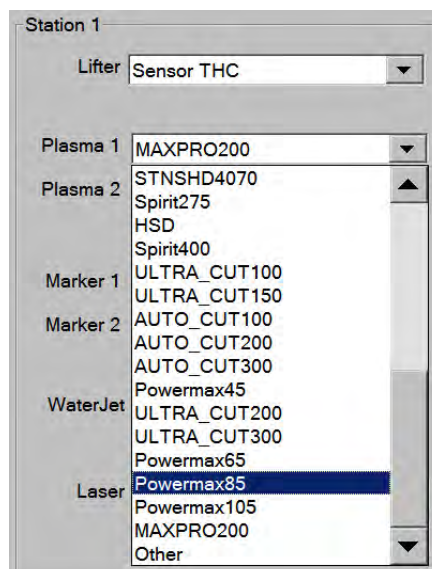 Station 1
Lifter Sensor THC
Plasma 1 MAXPRO200
Plasma 2 STNSHD4070
Spirit275
HSD
Spirit400
Marker 1 ULTRA_CUT100
ULTRA_CUT150
Marker 2 AUTO_CUT100
AUTO_CUT200
AUTO_CUT300
Powermax45
WaterJet ULTRA_CUT200
ULTRA_CUT300
Powermax65
Laser Powermax85
Powermax105
MAXPRO200
Other